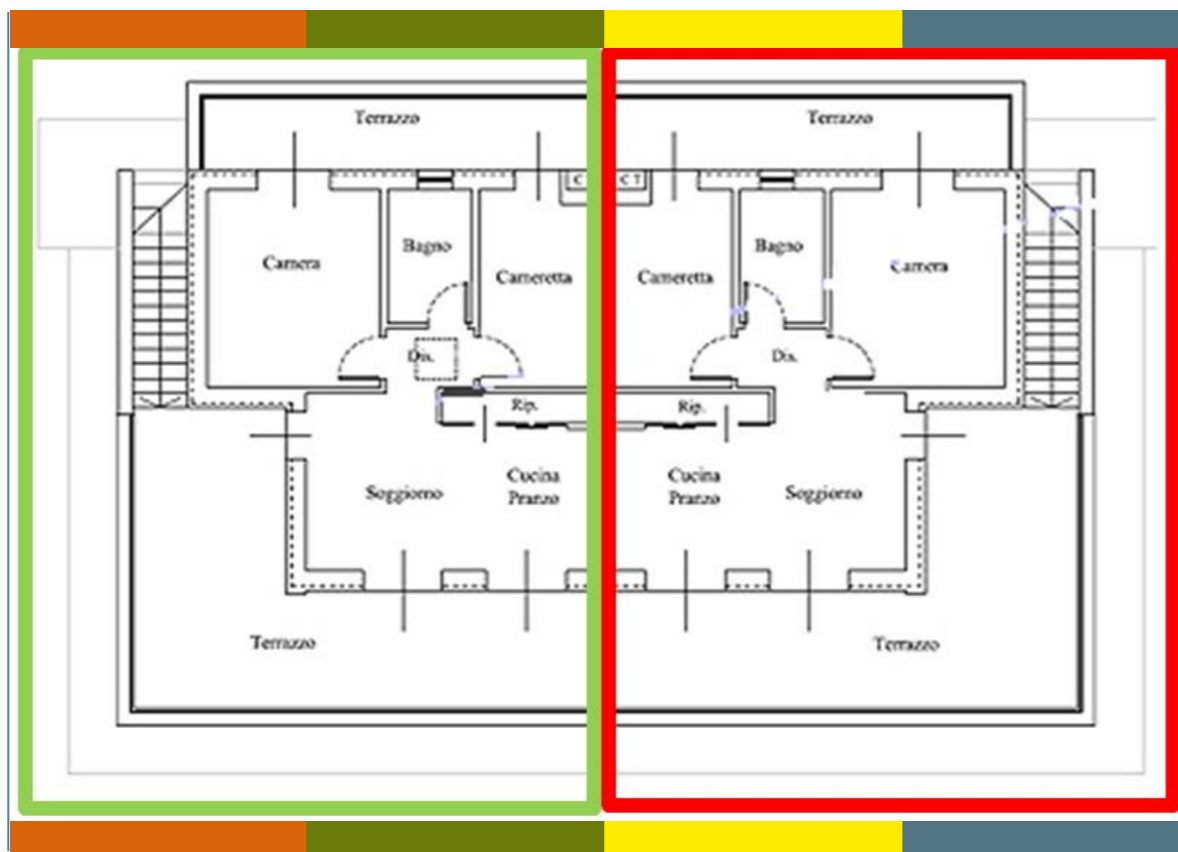 Terrazzo
Terrazzo
C
C T
Camera
Bagno
Cameretta
Cameretta
Bagno
Camera
Dis.
Dis.
Rip.
Rip.
Soggiorno
Cucina
Pranzo
Cucina
Pranzo
Soggiorno
Terrazzo
Terrazzo